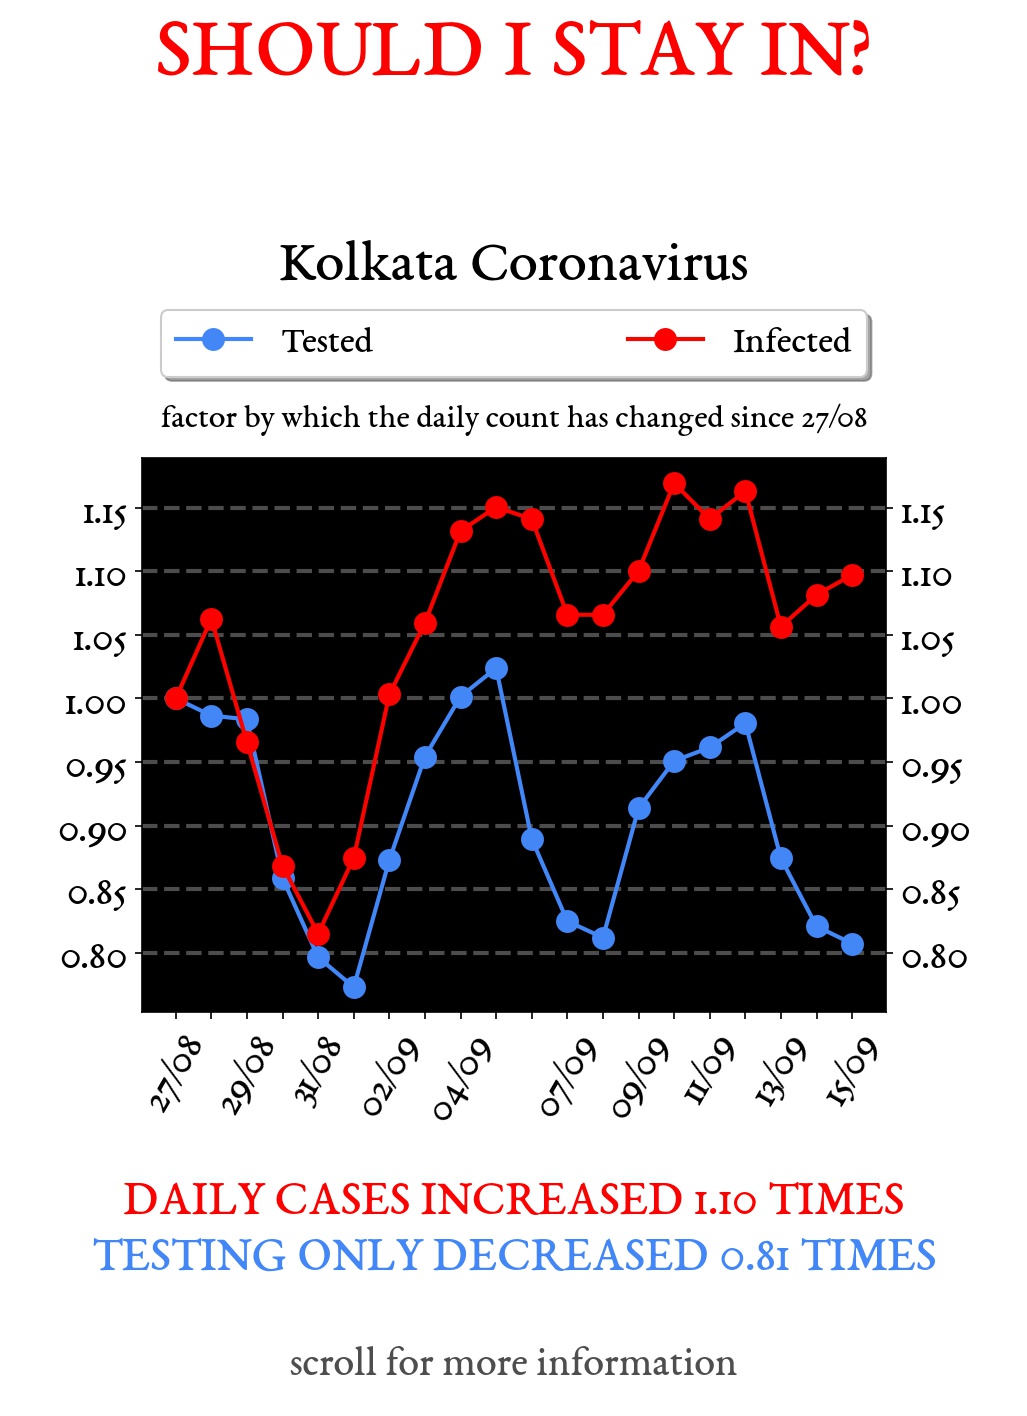 SHOULD I STAY IN?
Kolkata Coronavirus
Tested Infected
factor by which the daily count has changed since 27/08
1.15 1.15
1.10 1.10
1.05 1.05
1.00 1.00
0.95 0.95
0.90 0.90
0.85 0.85
0.80 0.80
27/08 29/08 31/08 02/09 04/09 07/09 09/09 11/09 13/09 15/09
DAILY CASES INCREASED 1.10 TIMES
TESTING ONLY DECREASED 0.81 TIMES
scroll for more information